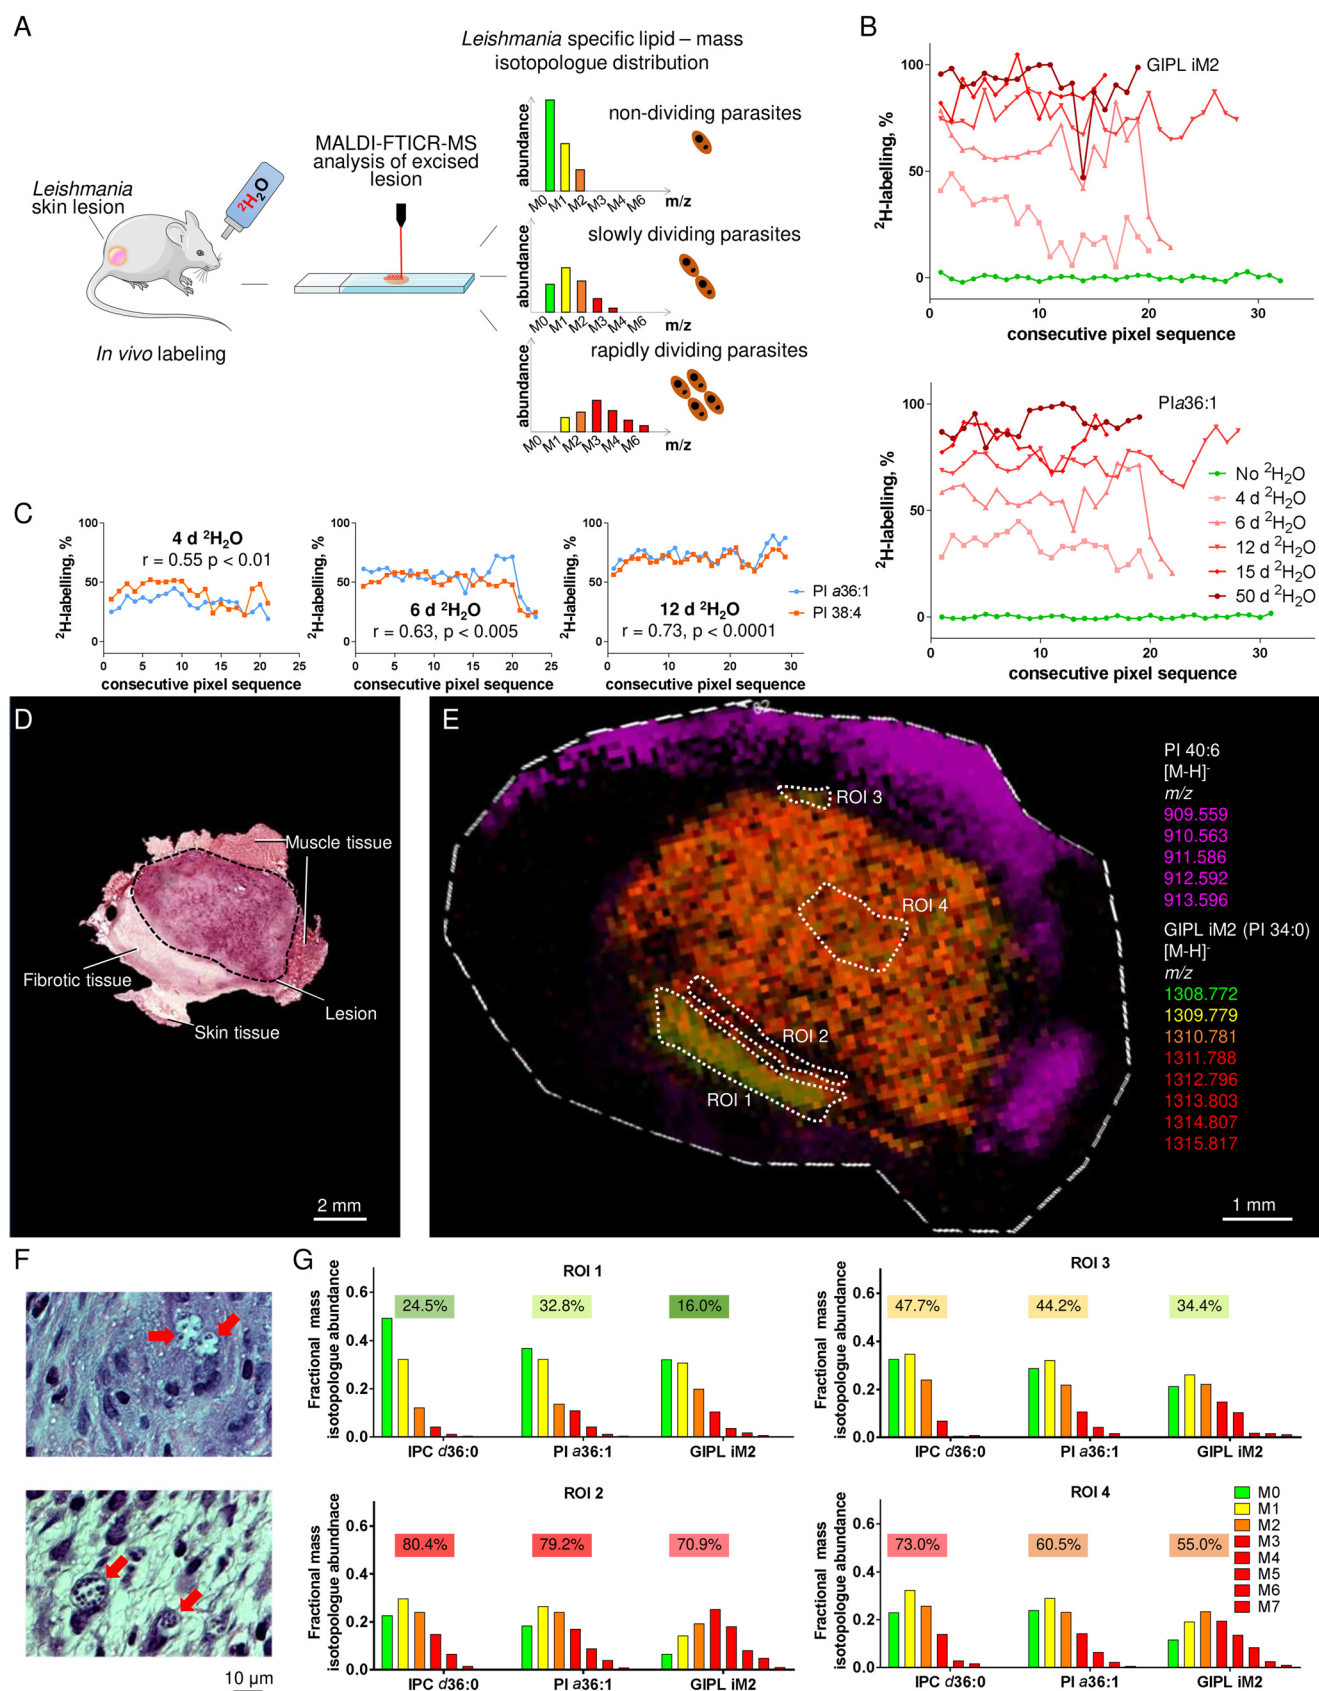 A
Leishmania specific lipid – mass
isotopologue distribution
Leishmania
skin lesion
²H₂O
In vivo labeling
MALDI-FTICR-MS
analysis of excised
lesion
abundance
non-dividing parasites
M0 M1 M2 M3 M4 M6 m/z
abundance
slowly dividing parasites
M0 M1 M2 M3 M4 M6 m/z
abundance
rapidly dividing parasites
M0 M1 M2 M3 M4 M6 m/z
B
GIPL iM2
²H-labelling, %
100
50
0
0 10 20 30
consecutive pixel sequence
PIa36:1
²H-labelling, %
100
50
0
0 10 20 30
consecutive pixel sequence
No ²H₂O
4 d ²H₂O
6 d ²H₂O
12 d ²H₂O
15 d ²H₂O
50 d ²H₂O
C
²H-labelling, %
100
50
0
4 d ²H₂O
r = 0.55 p < 0.01
0 5 10 15 20 25
consecutive pixel sequence
²H-labelling, %
100
50
0
6 d ²H₂O
r = 0.63, p < 0.005
0 5 10 15 20 25
consecutive pixel sequence
²H-labelling, %
100
50
0
12 d ²H₂O
r = 0.73, p < 0.0001
0 10 20 30
consecutive pixel sequence
PI a36:1
PI 38:4
D
Muscle tissue
Fibrotic tissue
Lesion
Skin tissue
2 mm
E
ROI 3
ROI 4
ROI 2
ROI 1
PI 40:6
[M-H]⁻
m/z
909.559
910.563
911.586
912.592
913.596
GIPL iM2 (PI 34:0)
[M-H]⁻
m/z
1308.772
1309.779
1310.781
1311.788
1312.796
1313.803
1314.807
1315.817
1 mm
F
10 µm
G
ROI 1
Fractional mass
isotopologue abundance
0.6
0.4
0.2
0.0
24.5% 32.8% 16.0%
IPC d36:0 PI a36:1 GIPL iM2
ROI 3
Fractional mass
isotopologue abundance
0.6
0.4
0.2
0.0
47.7% 44.2% 34.4%
IPC d36:0 PI a36:1 GIPL iM2
ROI 2
Fractional mass
isotopologue abundnace
0.6
0.4
0.2
0.0
80.4% 79.2% 70.9%
IPC d36:0 PI a36:1 GIPL iM2
ROI 4
Fractional mass
isotopologue abundance
0.6
0.4
0.2
0.0
73.0% 60.5% 55.0%
IPC d36:0 PI a36:1 GIPL iM2
M0
M1
M2
M3
M4
M5
M6
M7